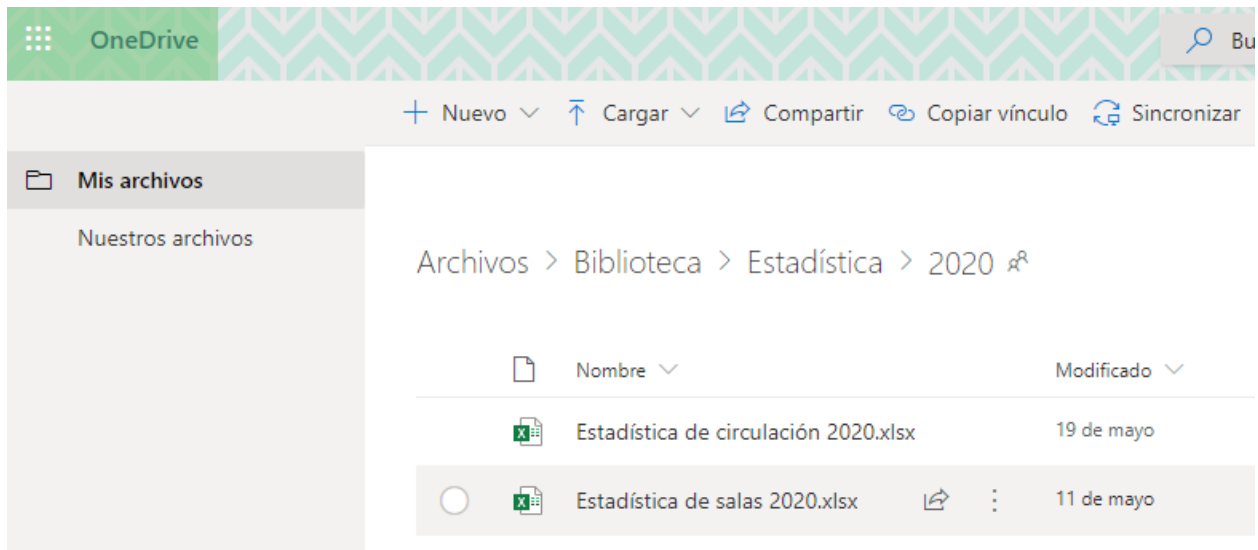 OneDrive
Nuevo Cargar Compartir Copiar vínculo Sincronizar
Mis archivos
Nuestros archivos
Archivos > Biblioteca > Estadística > 2020
Nombre Modificado
Estadística de circulación 2020.xlsx 19 de mayo
Estadística de salas 2020.xlsx 11 de mayo